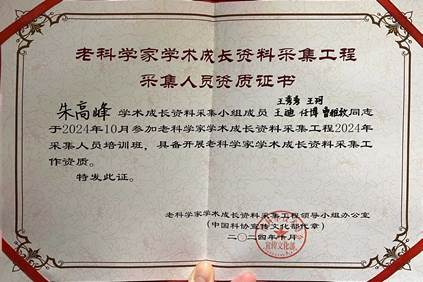 老科学家学术成长资料采集工程
采集人员资质证书
王秀秀 王珂
朱高峰 学术成长资料采集小组成员 王迪 任博 同志
于2024年10月参加老科学家学术成长资料采集工程2024年
采集人员培训班，具备开展老科学家学术成长资料采集工
作资质。
特发此证。
老科学家学术成长资料采集工程领导小组办公室
（中国科协宣传文化部代章）
二〇二四年十月
宣传文化部